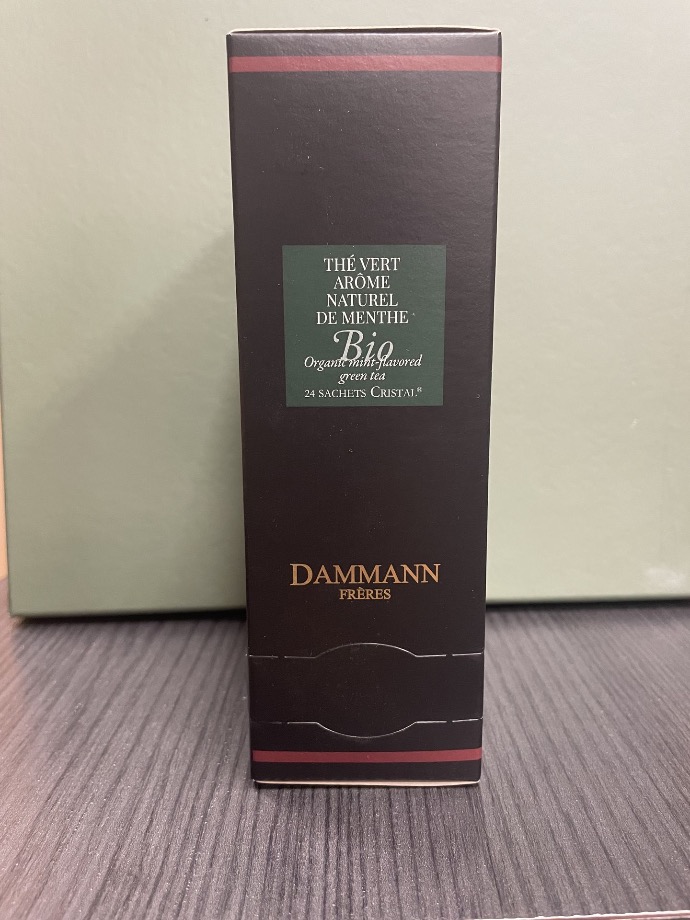 THÉ VERT
ARÔME
NATUREL
DE MENTHE
Bio
Organic mint-flavored
green tea
24 SACHETS CRISTAL®
DAMMANN
FRÈRES